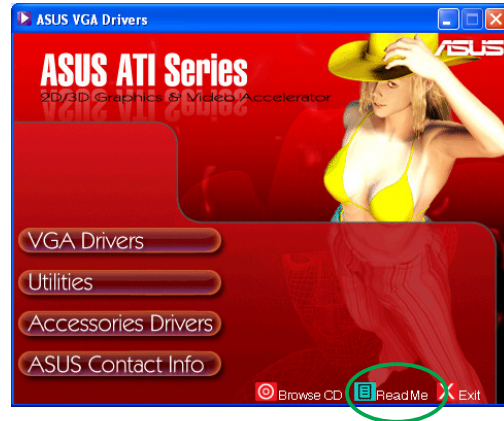 ASUS VGA Drivers
ASUS
ASUS ATI Series
2D/3D Graphics & Video Accelerator
VGA Drivers
Utilities
Accessories Drivers
ASUS Contact Info
Browse CD
Read Me
Exit